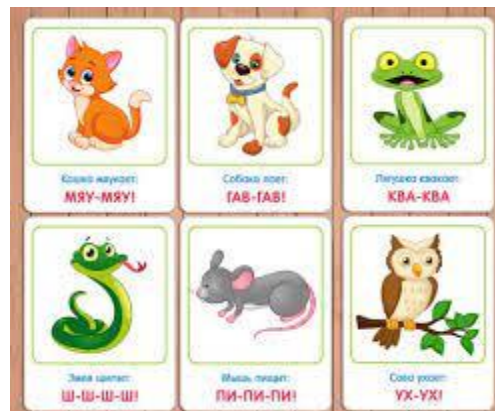 Кошка мяукает:
МЯУ-МЯУ!
Собака лает:
ГАВ-ГАВ!
Лягушка квакает:
КВА-КВА
Змея шипит:
Ш-Ш-Ш-Ш!
Мышь пищит:
ПИ-ПИ-ПИ!
Сова ухает:
УХ-УХ!